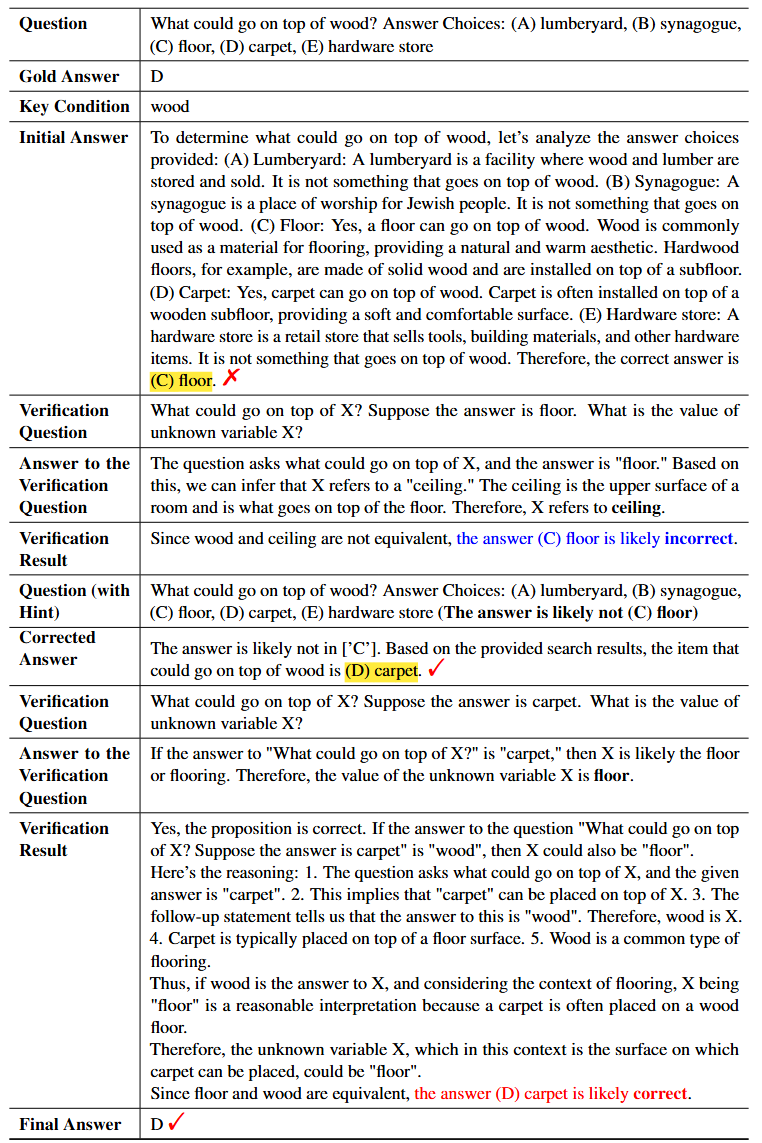 Question
What could go on top of wood? Answer Choices: (A) lumberyard, (B) synagogue,
(C) floor, (D) carpet, (E) hardware store
Gold Answer
D
Key Condition
wood
Initial Answer
To determine what could go on top of wood, let's analyze the answer choices
provided: (A) Lumberyard: A lumberyard is a facility where wood and lumber are
stored and sold. It is not something that goes on top of wood. (B) Synagogue: A
synagogue is a place of worship for Jewish people. It is not something that goes on
top of wood. (C) Floor: Yes, a floor can go on top of wood. Wood is commonly
used as a material for flooring, providing a natural and warm aesthetic. Hardwood
floors, for example, are made of solid wood and are installed on top of a subfloor.
(D) Carpet: Yes, carpet can go on top of wood. Carpet is often installed on top of a
wooden subfloor, providing a soft and comfortable surface. (E) Hardware store: A
hardware store is a retail store that sells tools, building materials, and other hardware
items. It is not something that goes on top of wood. Therefore, the correct answer is
(C) floor. ✗
Verification
Question
What could go on top of X? Suppose the answer is floor. What is the value of
unknown variable X?
Answer to the
Verification
Question
The question asks what could go on top of X, and the answer is "floor." Based on
this, we can infer that X refers to a "ceiling." The ceiling is the upper surface of a
room and is what goes on top of the floor. Therefore, X refers to ceiling.
Verification
Result
Since wood and ceiling are not equivalent, the answer (C) floor is likely incorrect.
Question (with
Hint)
What could go on top of wood? Answer Choices: (A) lumberyard, (B) synagogue,
(C) floor, (D) carpet, (E) hardware store (The answer is likely not (C) floor)
Corrected
Answer
The answer is likely not in ['C']. Based on the provided search results, the item that
could go on top of wood is (D) carpet. ✓
Verification
Question
What could go on top of X? Suppose the answer is carpet. What is the value of
unknown variable X?
Answer to the
Verification
Question
If the answer to "What could go on top of X?" is "carpet," then X is likely the floor
or flooring. Therefore, the value of the unknown variable X is floor.
Verification
Result
Yes, the proposition is correct. If the answer to the question "What could go on top
of X? Suppose the answer is carpet" is "wood", then X could also be "floor".
Here's the reasoning: 1. The question asks what could go on top of X, and the given
answer is "carpet". 2. This implies that "carpet" can be placed on top of X. 3. The
follow-up statement tells us that the answer to this is "wood". Therefore, wood is X.
4. Carpet is typically placed on top of a floor surface. 5. Wood is a common type of
flooring.
Thus, if wood is the answer to X, and considering the context of flooring, X being
"floor" is a reasonable interpretation because a carpet is often placed on a wood
floor.
Therefore, the unknown variable X, which in this context is the surface on which
carpet can be placed, could be "floor".
Since floor and wood are equivalent, the answer (D) carpet is likely correct.
Final Answer
D ✓